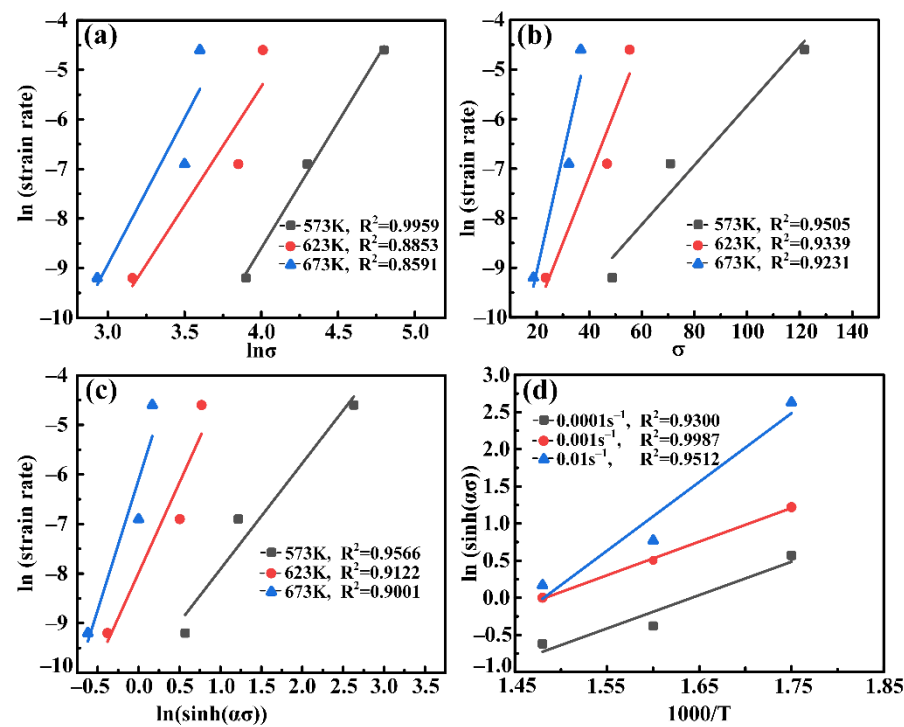 (a)
−4
−5
−6
−7
−8
−9
−10
ln (strain rate)
573K, R²=0.9959
623K, R²=0.8853
673K, R²=0.8591
3.0 3.5 4.0 4.5 5.0
lnσ
(b)
−4
−5
−6
−7
−8
−9
−10
ln (strain rate)
573K, R²=0.9505
623K, R²=0.9339
673K, R²=0.9231
20 40 60 80 100 120 140
σ
(c)
−4
−6
−8
−10
ln (strain rate)
573K, R²=0.9566
623K, R²=0.9122
673K, R²=0.9001
−0.5 0.0 0.5 1.0 1.5 2.0 2.5 3.0 3.5
ln(sinh(ασ))
(d)
3.0
2.5
2.0
1.5
1.0
0.5
0.0
−0.5
−1.0
ln (sinh(ασ))
0.0001s⁻¹, R²=0.9300
0.001s⁻¹, R²=0.9987
0.01s⁻¹, R²=0.9512
1.45 1.55 1.65 1.75 1.85
1000/T